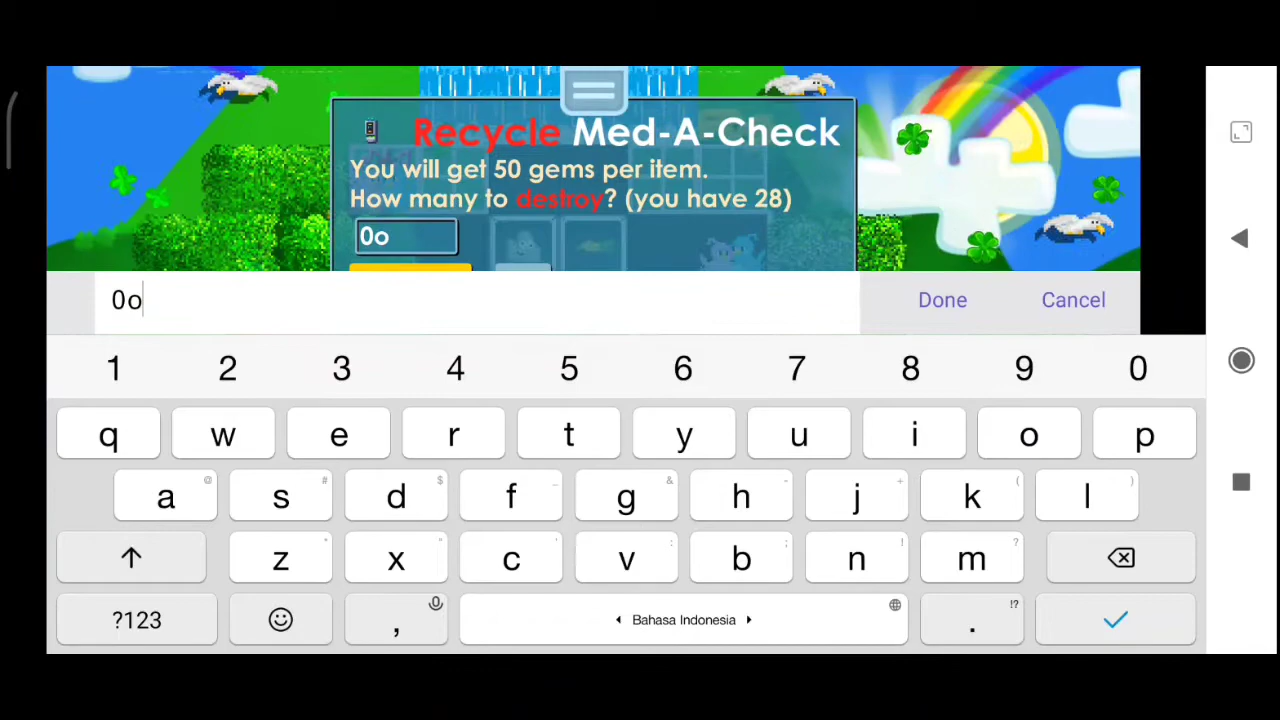 Recycle Med-A-Check
You will get 50 gems per item.
How many to destroy? (you have 28)
0o
0o Done Cancel
1 2 3 4 5 6 7 8 9 0
q w e r t y u i o p
@ # $ _ & - + ( )
a s d f g h j k l
* " ' : ; ! ?
z x c v b n m
!?
?123 , Bahasa Indonesia .